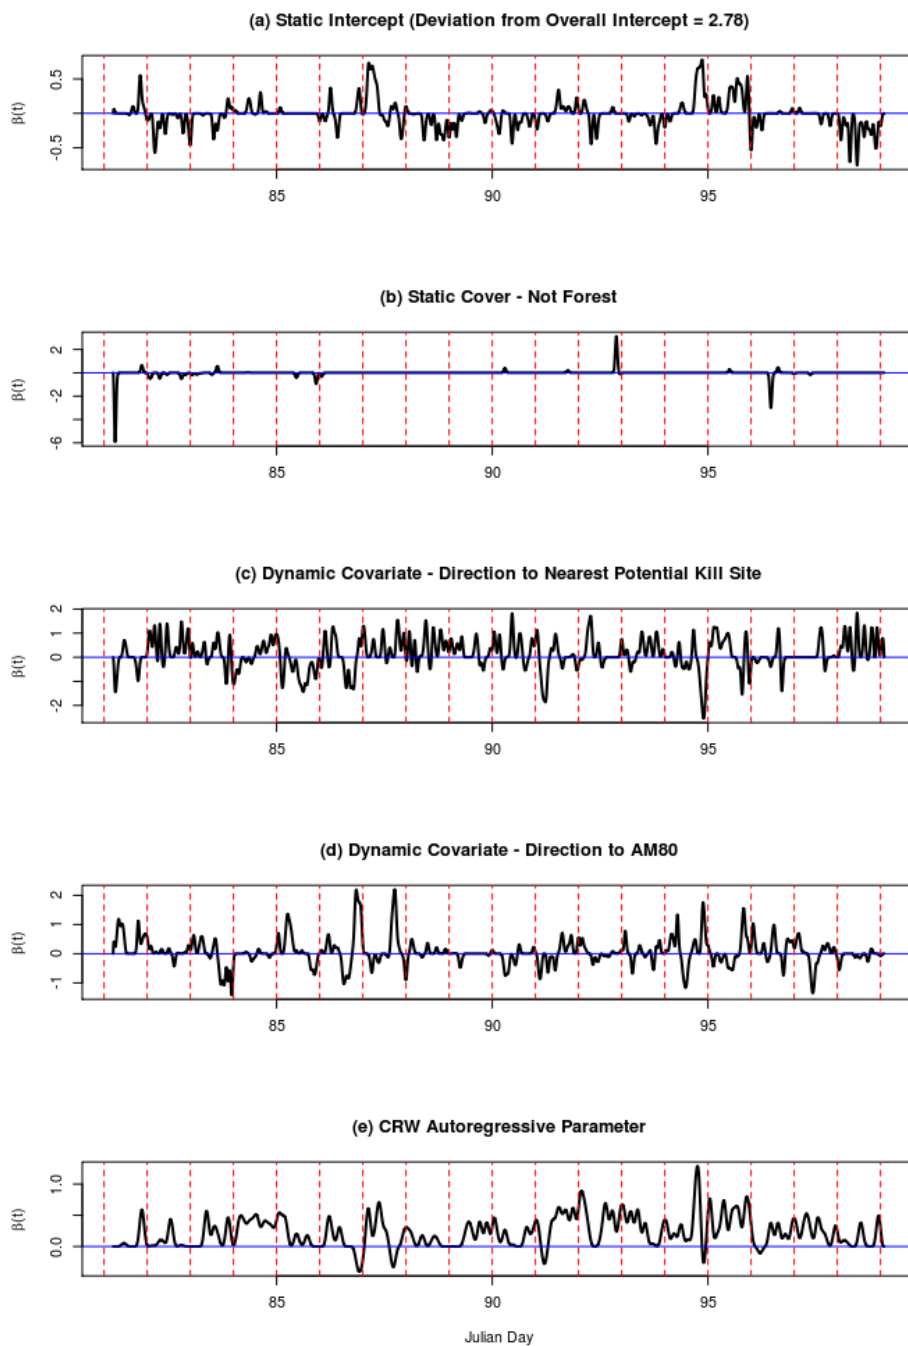 (a) Static Intercept (Deviation from Overall Intercept = 2.78)
β(t)
0.5
-0.5
85 90 95
(b) Static Cover - Not Forest
β(t)
2
-2
-6
85 90 95
(c) Dynamic Covariate - Direction to Nearest Potential Kill Site
β(t)
2
1
0
-2
85 90 95
(d) Dynamic Covariate - Direction to AM80
β(t)
2
1
0
-1
85 90 95
(e) CRW Autoregressive Parameter
β(t)
1.0
0.0
85 90 95
Julian Day